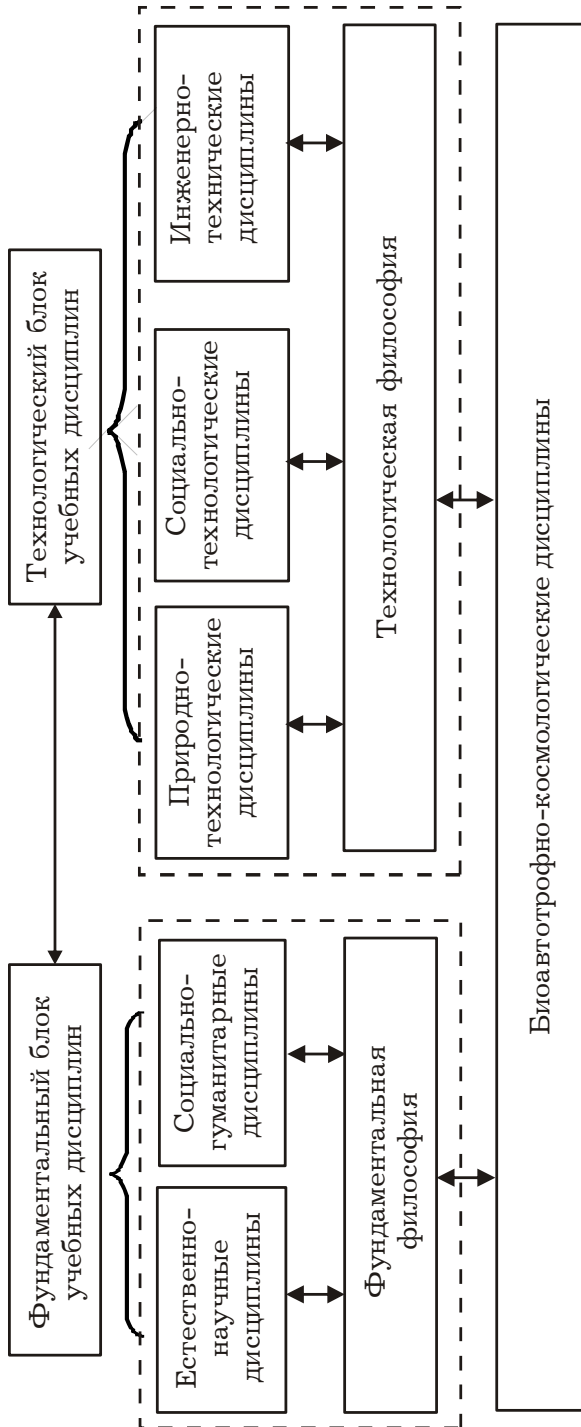 Фундаментальный блок
учебных дисциплин
Технологический блок
учебных дисциплин
Естественно-
научные
дисциплины
Социально-
гуманитарные
дисциплины
Природно-
технологические
дисциплины
Социально-
технологические
дисциплины
Инженерно-
технические
дисциплины
Фундаментальная
философия
Технологическая философия
Биоавтотрофно-космологические дисциплины